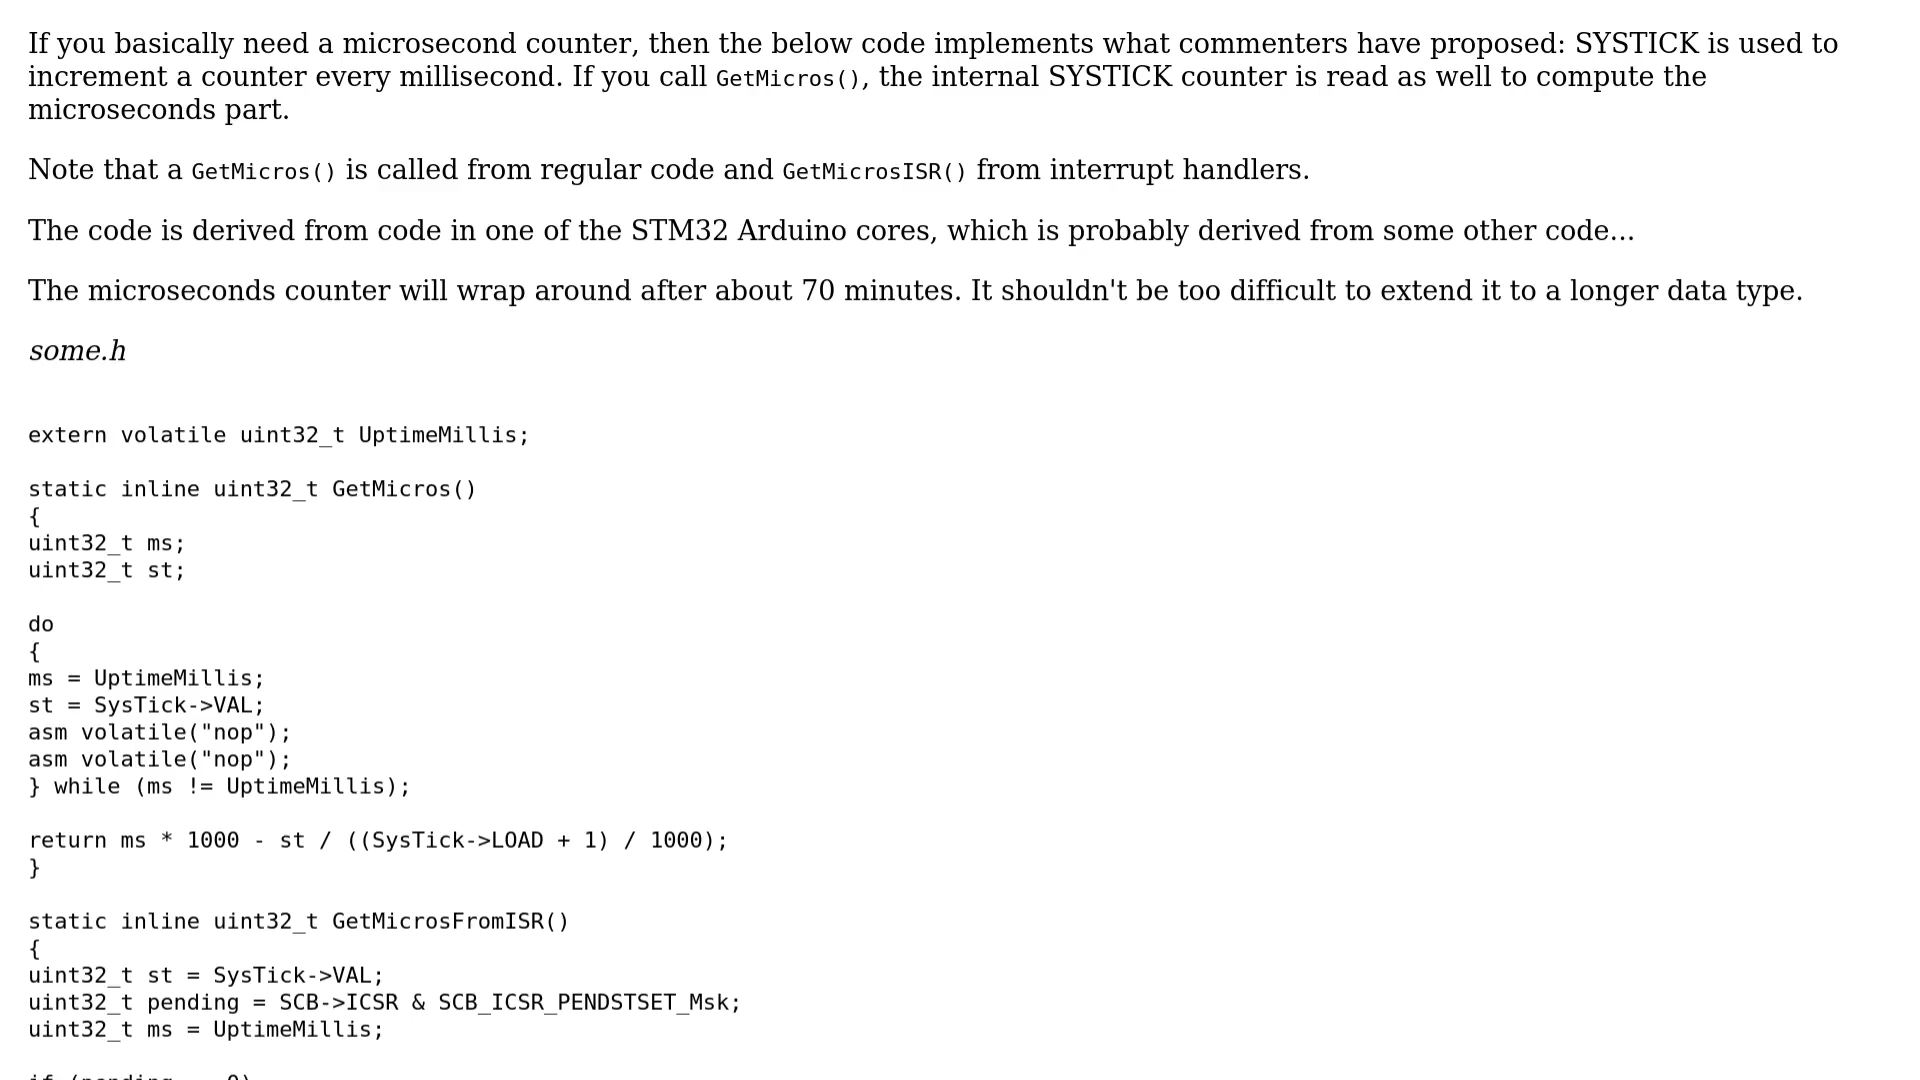 If you basically need a microsecond counter, then the below code implements what commenters have proposed: SYSTICK is used to
increment a counter every millisecond. If you call GetMicros(), the internal SYSTICK counter is read as well to compute the
microseconds part.
Note that a GetMicros() is called from regular code and GetMicrosISR() from interrupt handlers.
The code is derived from code in one of the STM32 Arduino cores, which is probably derived from some other code...
The microseconds counter will wrap around after about 70 minutes. It shouldn't be too difficult to extend it to a longer data type.
some.h
extern volatile uint32_t UptimeMillis;
static inline uint32_t GetMicros()
{
uint32_t ms;
uint32_t st;
do
{
ms = UptimeMillis;
st = SysTick->VAL;
asm volatile("nop");
asm volatile("nop");
} while (ms != UptimeMillis);
return ms * 1000 - st / ((SysTick->LOAD + 1) / 1000);
}
static inline uint32_t GetMicrosFromISR()
{
uint32_t st = SysTick->VAL;
uint32_t pending = SCB->ICSR & SCB_ICSR_PENDSTSET_Msk;
uint32_t ms = UptimeMillis;